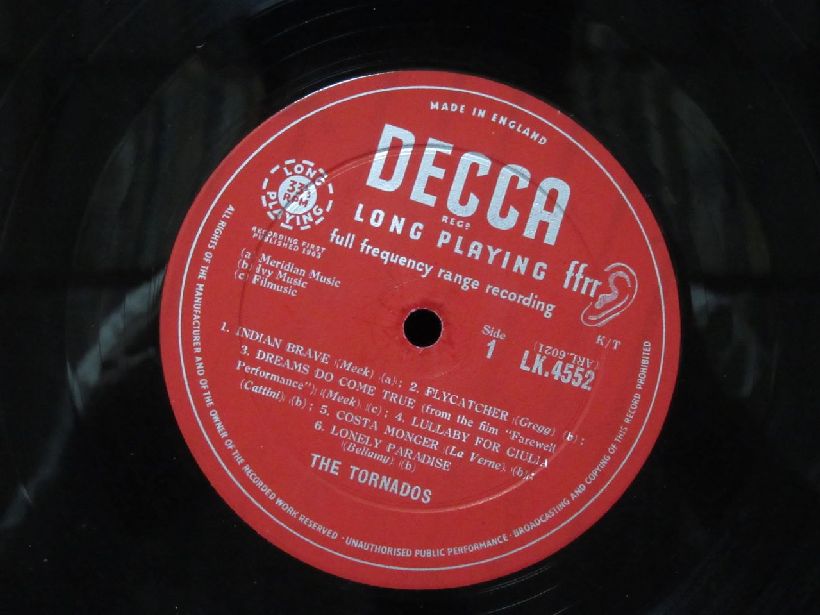 MADE IN ENGLAND
DECCA
REGD
LONG PLAYING
full frequency range recording
ffrr
LONG
33⅓
RPM
PLAYING
RECORDING FIRST
PUBLISHED 1963
(a) Meridian Music
(b) Ivy Music
(c) Filmusic
K/T
(ARL.6021)
Side
1
LK.4552
1. INDIAN BRAVE (Meek) (a); 2. FLYCATCHER (Gregg) (b);
3. DREAMS DO COME TRUE (from the film "Farewell
Performance") (Meek) (c); 4. LULLABY FOR GIULIA
(Cattini) (b); 5. COSTA MONGER (La Verne) (b);
6. LONELY PARADISE
(Bellamy) (b)
THE TORNADOS
ALL RIGHTS OF THE MANUFACTURER AND OF THE OWNER OF THE RECORDED WORK RESERVED · UNAUTHORISED PUBLIC PERFORMANCE · BROADCASTING AND COPYING OF THIS RECORD PROHIBITED